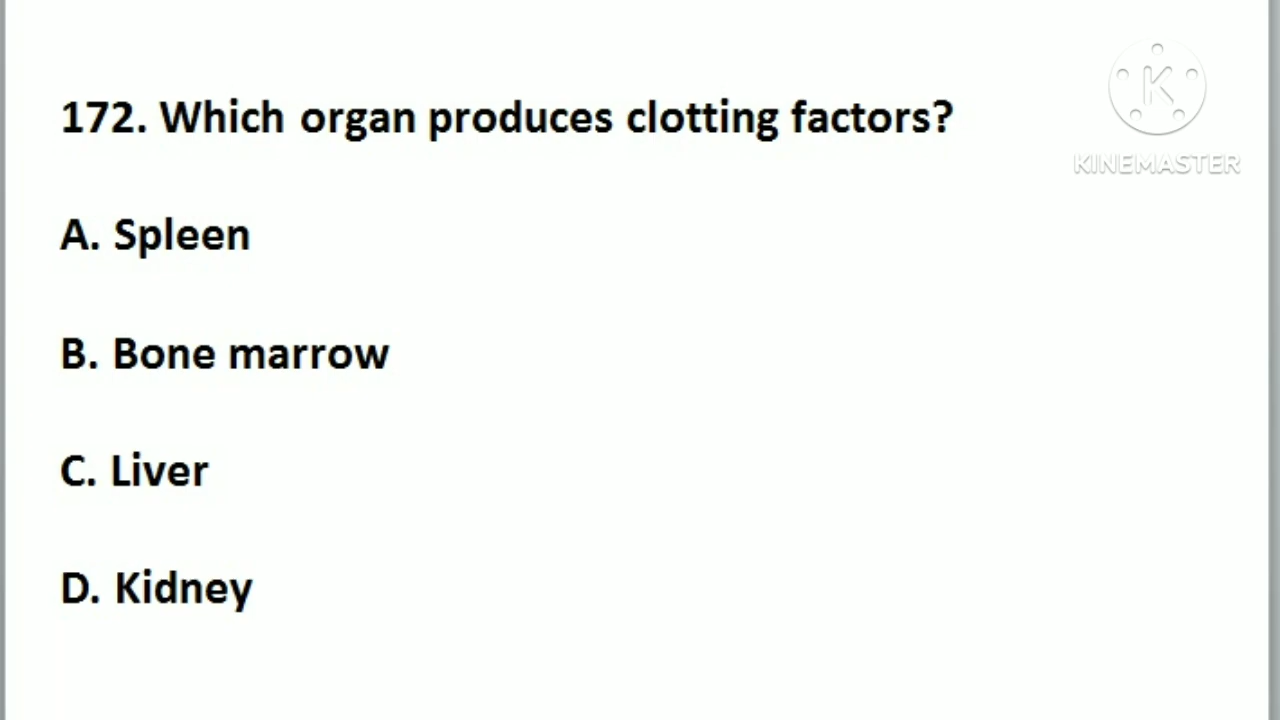 172. Which organ produces clotting factors?
K
KINEMASTER
A. Spleen
B. Bone marrow
C. Liver
D. Kidney